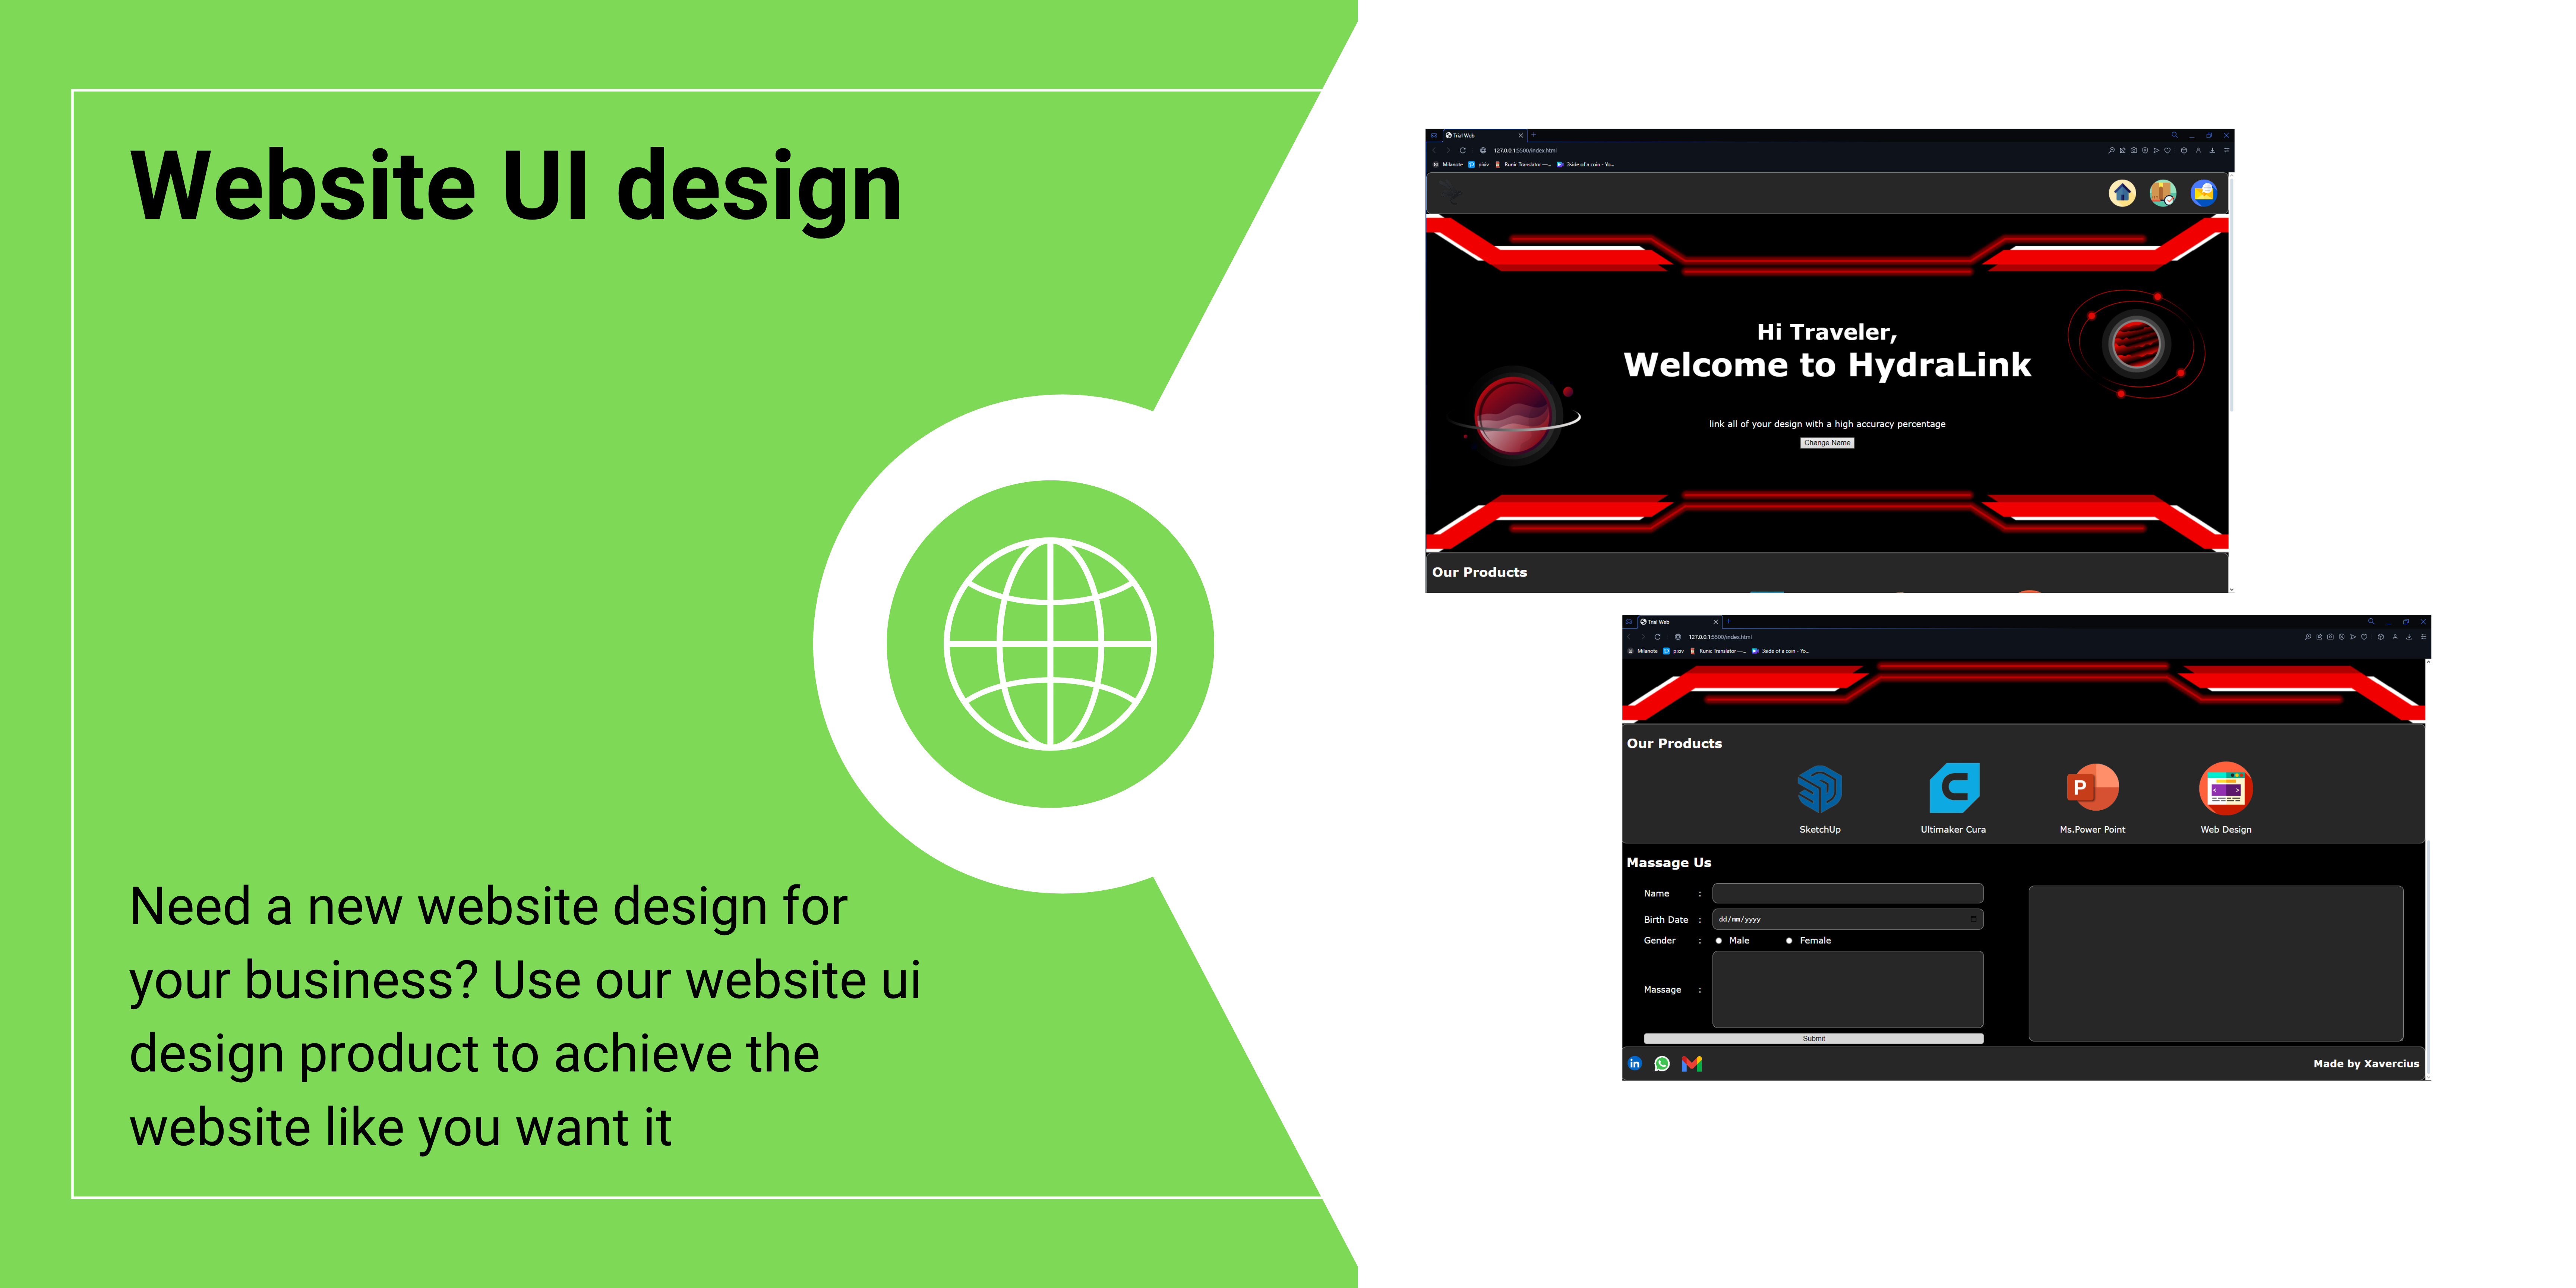 Website UI design
Need a new website design for
your business? Use our website ui
design product to achieve the
website like you want it
Trial Web
127.0.0.1:5500/index.html
Milanote pixiv Runic Translator —... 3side of a coin - Yo...
Hi Traveler,
Welcome to HydraLink
link all of your design with a high accuracy percentage
Change Name
Our Products
Trial Web
127.0.0.1:5500/index.html
Milanote pixiv Runic Translator —... 3side of a coin - Yo...
Our Products
P
SketchUp Ultimaker Cura Ms.Power Point Web Design
Massage Us
Name :
Birth Date : dd/mm/yyyy
Gender : Male Female
Massage :
Submit
in
Made by Xavercius